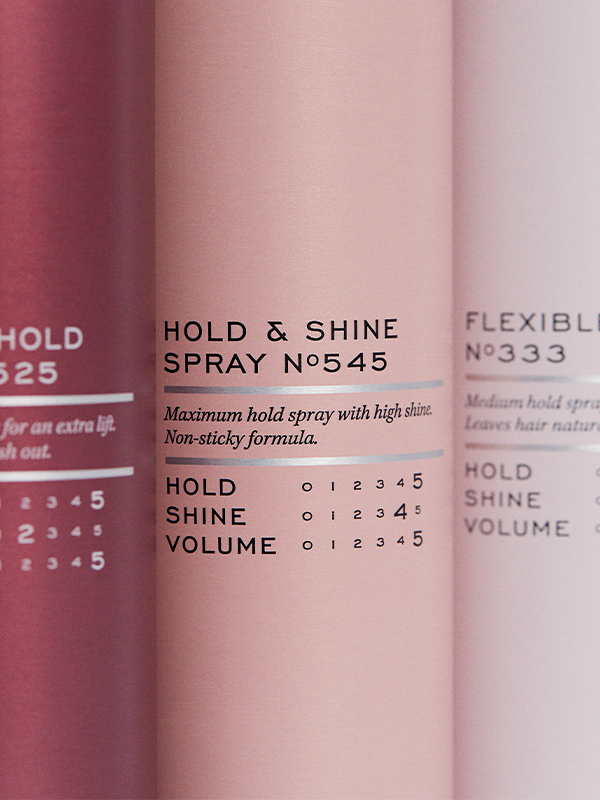 HOLD
525
for an extra lift.
sh out.
2 3 4 5
2 3 4 5
2 3 4 5
HOLD & SHINE
SPRAY Nº545
Maximum hold spray with high shine.
Non-sticky formula.
HOLD 0 1 2 3 4 5
SHINE 0 1 2 3 4 5
VOLUME 0 1 2 3 4 5
FLEXIBLE
Nº333
Medium hold spra
Leaves hair natur
HOLD
SHINE
VOLUME